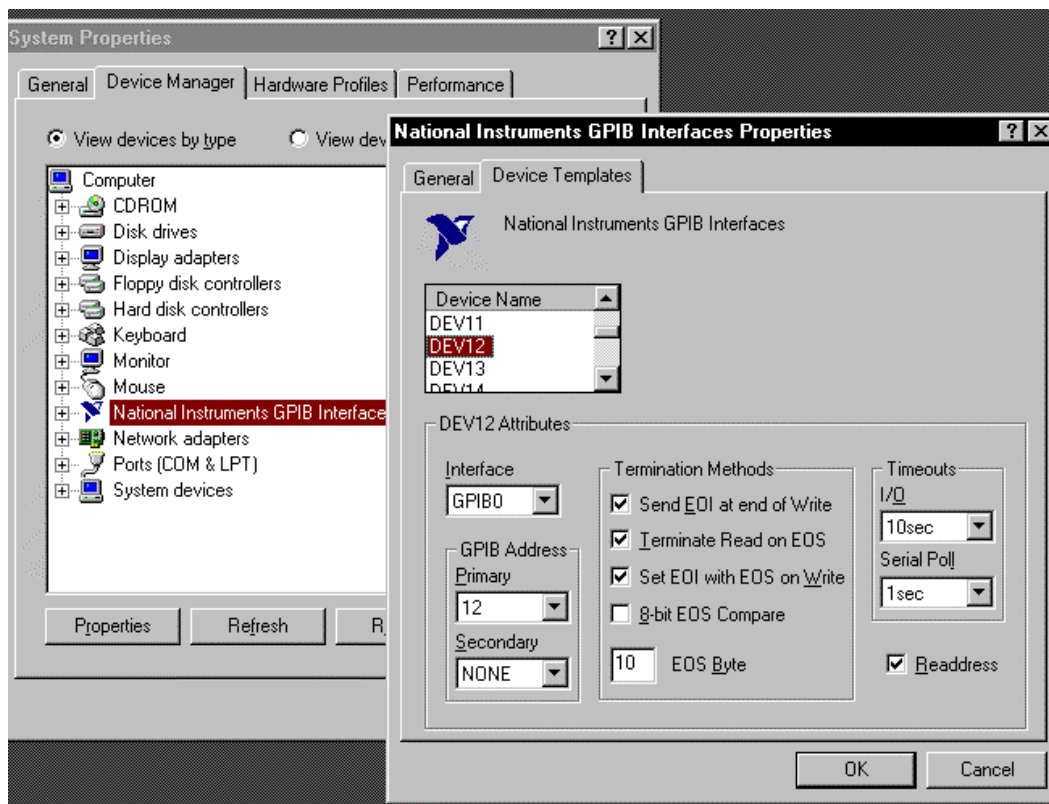 System Properties
General Device Manager Hardware Profiles Performance
View devices by type View dev
Computer
CDROM
Disk drives
Display adapters
Floppy disk controllers
Hard disk controllers
Keyboard
Monitor
Mouse
National Instruments GPIB Interface
Network adapters
Ports (COM & LPT)
System devices
Properties Refresh R
National Instruments GPIB Interfaces Properties
General Device Templates
National Instruments GPIB Interfaces
Device Name
DEV11
DEV12
DEV13
DEV14
DEV12 Attributes
Interface
GPIB0
GPIB Address
Primary
12
Secondary
NONE
Termination Methods
Send EOI at end of Write
Terminate Read on EOS
Set EOI with EOS on Write
8-bit EOS Compare
10 EOS Byte
Timeouts
I/O
10sec
Serial Poll
1sec
Readdress
OK Cancel